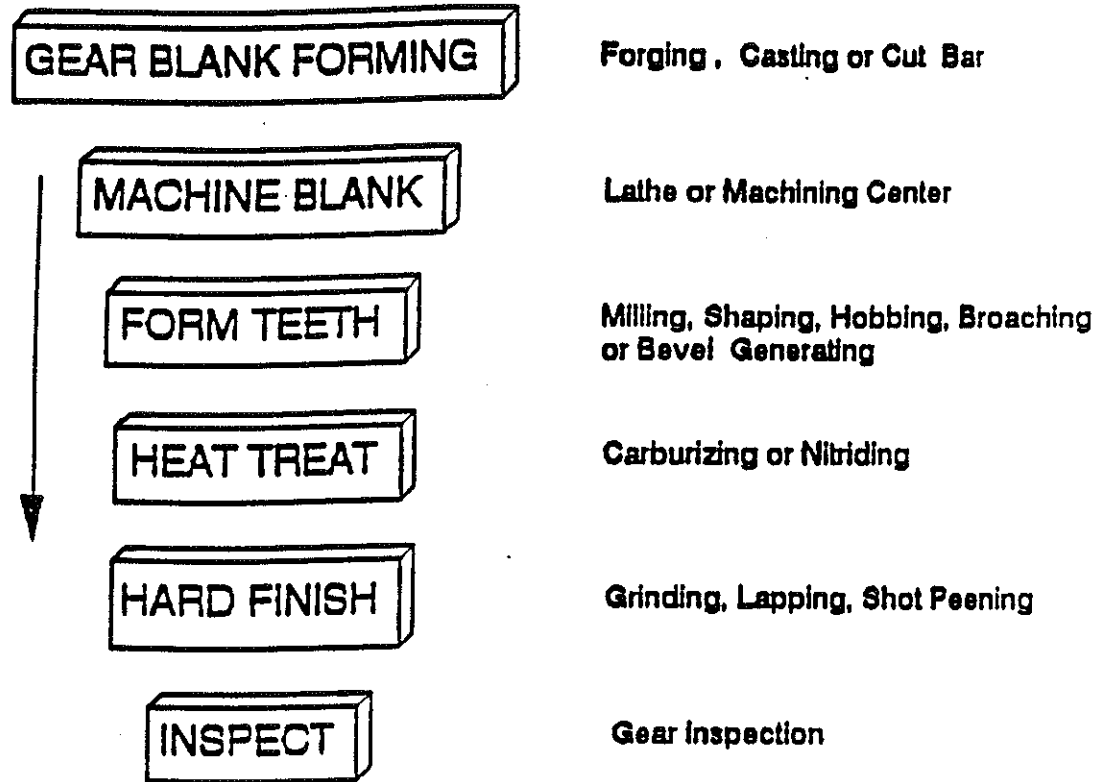 GEAR BLANK FORMING
Forging, Casting or Cut Bar
MACHINE BLANK
Lathe or Machining Center
FORM TEETH
Milling, Shaping, Hobbing, Broaching
or Bevel Generating
HEAT TREAT
Carburizing or Nitriding
HARD FINISH
Grinding, Lapping, Shot Peening
INSPECT
Gear Inspection